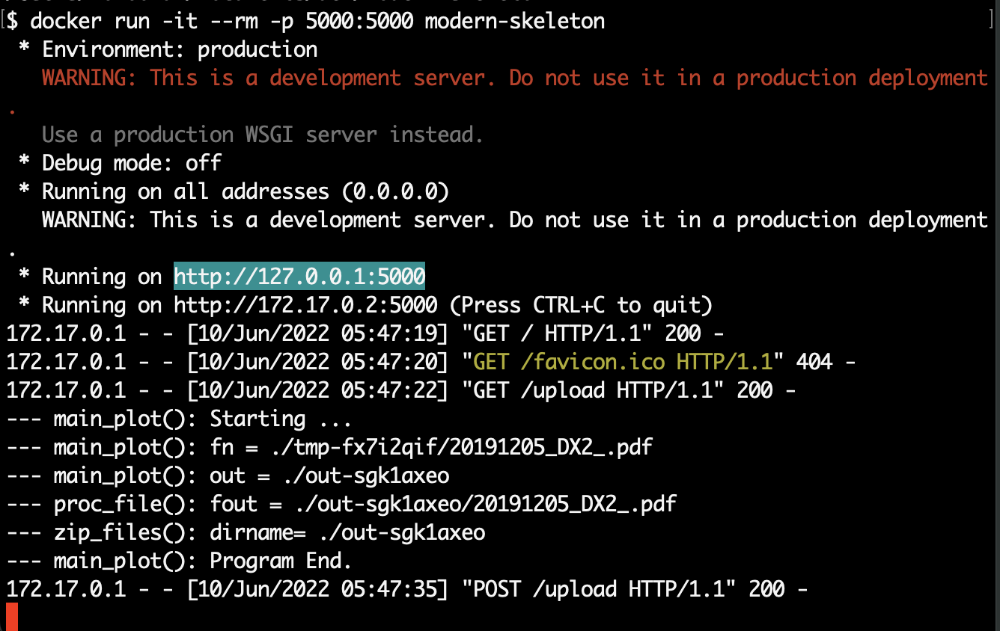 [$ docker run -it --rm -p 5000:5000 modern-skeleton ]
 * Environment: production
   WARNING: This is a development server. Do not use it in a production deployment
.
   Use a production WSGI server instead.
 * Debug mode: off
 * Running on all addresses (0.0.0.0)
   WARNING: This is a development server. Do not use it in a production deployment
.
 * Running on http://127.0.0.1:5000
 * Running on http://172.17.0.2:5000 (Press CTRL+C to quit)
172.17.0.1 - - [10/Jun/2022 05:47:19] "GET / HTTP/1.1" 200 -
172.17.0.1 - - [10/Jun/2022 05:47:20] "GET /favicon.ico HTTP/1.1" 404 -
172.17.0.1 - - [10/Jun/2022 05:47:22] "GET /upload HTTP/1.1" 200 -
--- main_plot(): Starting ...
--- main_plot(): fn = ./tmp-fx7i2qif/20191205_DX2_.pdf
--- main_plot(): out = ./out-sgk1axeo
--- proc_file(): fout = ./out-sgk1axeo/20191205_DX2_.pdf
--- zip_files(): dirname= ./out-sgk1axeo
--- main_plot(): Program End.
172.17.0.1 - - [10/Jun/2022 05:47:35] "POST /upload HTTP/1.1" 200 -